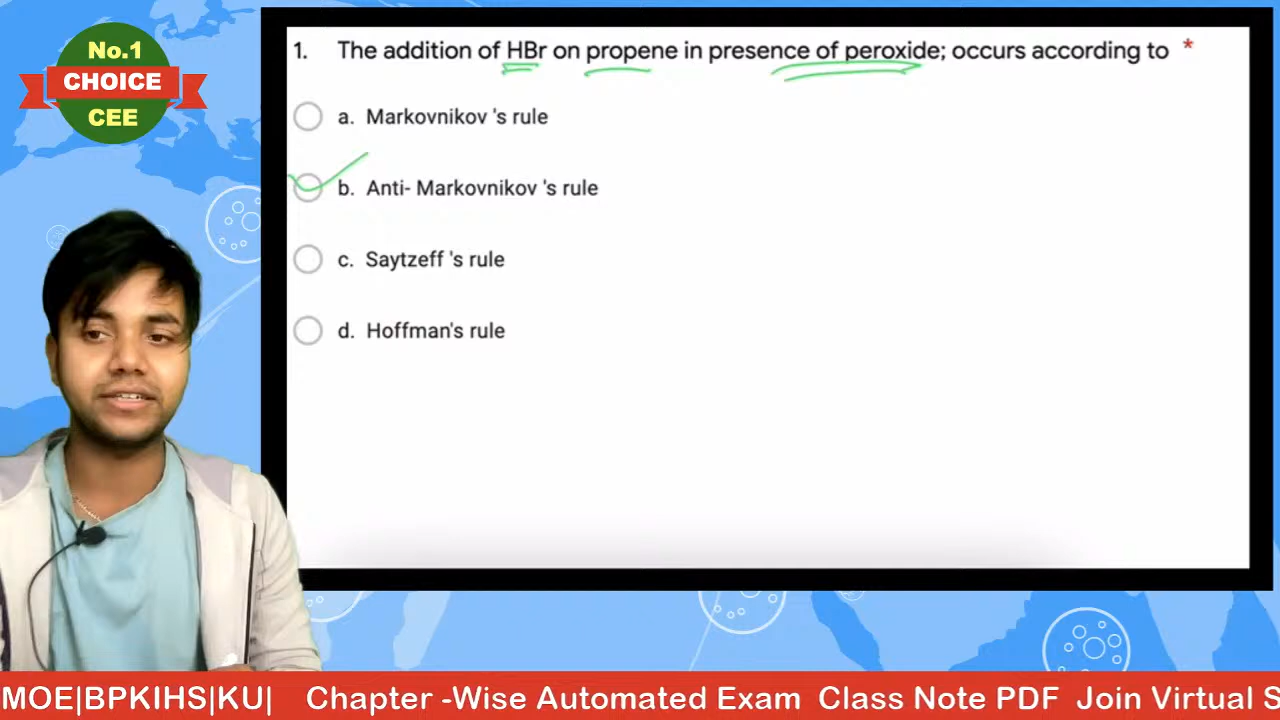 No.1
CHOICE
CEE
1. The addition of HBr on propene in presence of peroxide; occurs according to *
a. Markovnikov 's rule
b. Anti- Markovnikov 's rule
c. Saytzeff 's rule
d. Hoffman's rule
MOE|BPKIHS|KU| Chapter -Wise Automated Exam Class Note PDF Join Virtual S